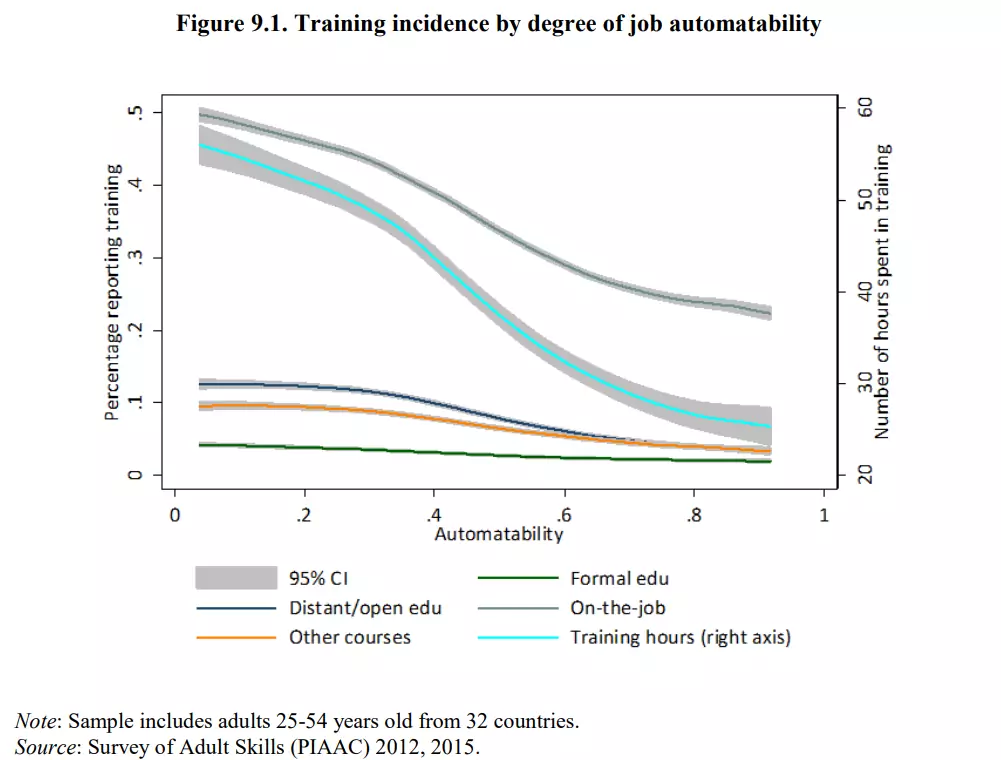 Figure 9.1. Training incidence by degree of job automatability
Percentage reporting training
0
.1
.2
.3
.4
.5
Number of hours spent in training
20
30
40
50
60
0
.2
.4
.6
.8
1
Automatability
95% CI
Formal edu
Distant/open edu
On-the-job
Other courses
Training hours (right axis)
Note: Sample includes adults 25-54 years old from 32 countries.
Source: Survey of Adult Skills (PIAAC) 2012, 2015.